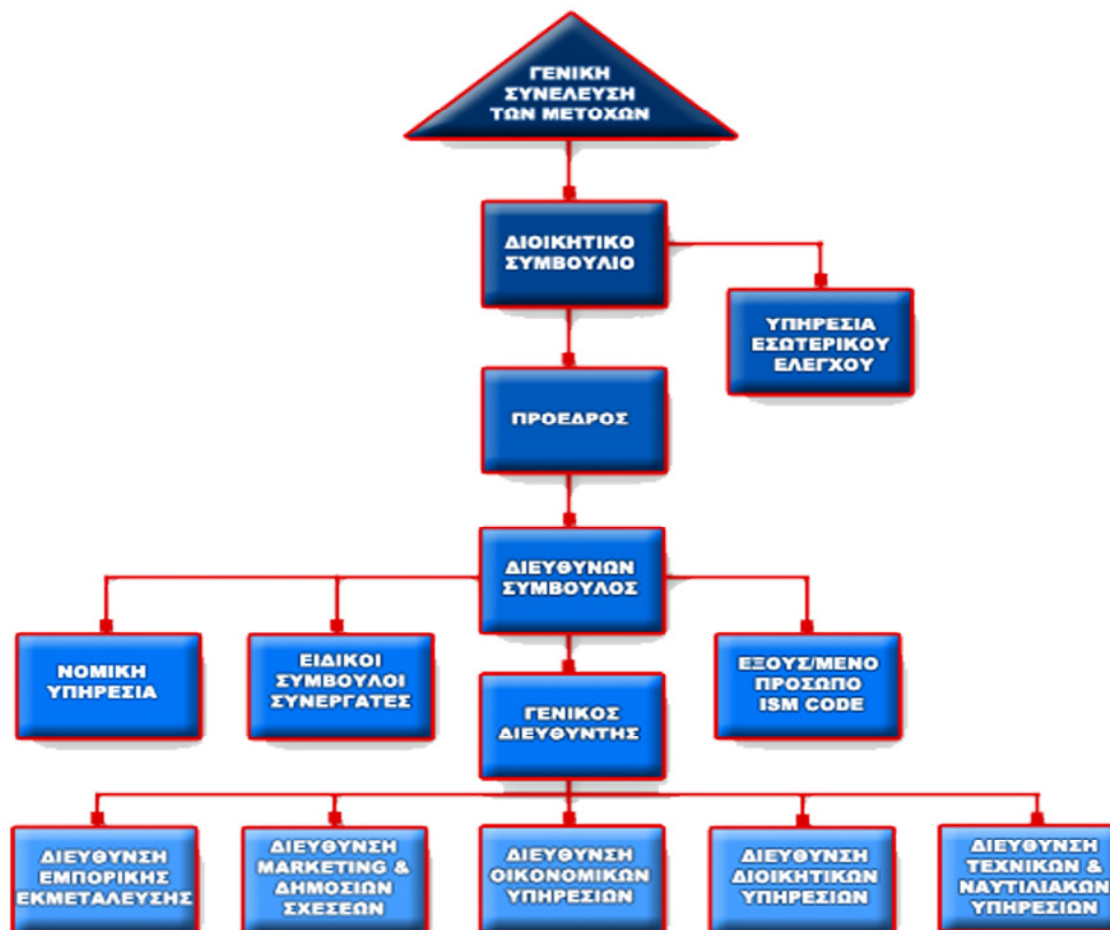 ΓΕΝΙΚΗ
ΣΥΝΕΛΕΥΣΗ
ΤΩΝ ΜΕΤΟΧΩΝ
ΔΙΟΙΚΗΤΙΚΟ
ΣΥΜΒΟΥΛΙΟ
ΥΠΗΡΕΣΙΑ
ΕΣΩΤΕΡΙΚΟΥ
ΕΛΕΓΧΟΥ
ΠΡΟΕΔΡΟΣ
ΔΙΕΥΘΥΝΩΝ
ΣΥΜΒΟΥΛΟΣ
ΝΟΜΙΚΗ
ΥΠΗΡΕΣΙΑ
ΕΙΔΙΚΟΙ
ΣΥΜΒΟΥΛΟΙ
ΣΥΝΕΡΓΑΤΕΣ
ΕΞΟΥΣ/ΜΕΝΟ
ΠΡΟΣΩΠΟ
ISM CODE
ΓΕΝΙΚΟΣ
ΔΙΕΥΘΥΝΤΗΣ
ΔΙΕΥΘΥΝΣΗ
ΕΜΠΟΡΙΚΗΣ
ΕΚΜΕΤΑΛΕΥΣΗΣ
ΔΙΕΥΘΥΝΣΗ
MARKETING &
ΔΗΜΟΣΙΩΝ
ΣΧΕΣΕΩΝ
ΔΙΕΥΘΥΝΣΗ
ΟΙΚΟΝΟΜΙΚΩΝ
ΥΠΗΡΕΣΙΩΝ
ΔΙΕΥΘΥΝΣΗ
ΔΙΟΙΚΗΤΙΚΩΝ
ΥΠΗΡΕΣΙΩΝ
ΔΙΕΥΘΥΝΣΗ
ΤΕΧΝΙΚΩΝ &
ΝΑΥΤΙΛΙΑΚΩΝ
ΥΠΗΡΕΣΙΩΝ